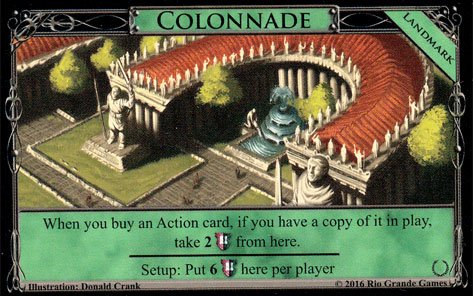 COLONNADE
LANDMARK
When you buy an Action card, if you have a copy of it in play,
take 2 from here.
Setup: Put 6 here per player
Illustration: Donald Crank
© 2016 Rio Grande Games